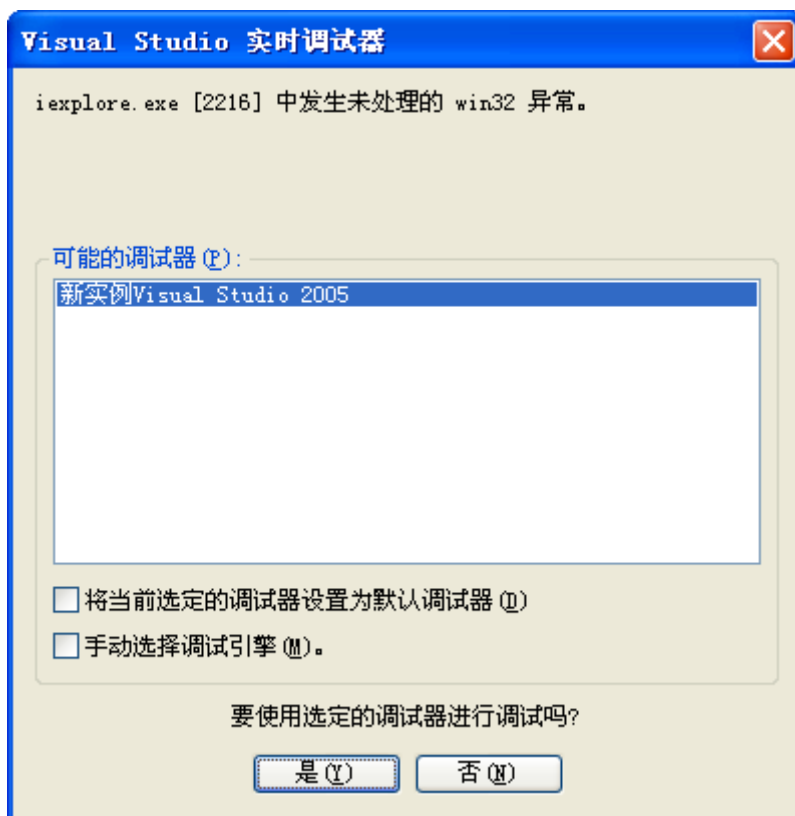 Visual Studio 实时调试器
iexplore.exe [2216] 中发生未处理的 win32 异常。
可能的调试器(P):
新实例Visual Studio 2005
将当前选定的调试器设置为默认调试器(D)
手动选择调试引擎(M)。
要使用选定的调试器进行调试吗?
是(Y)
否(N)